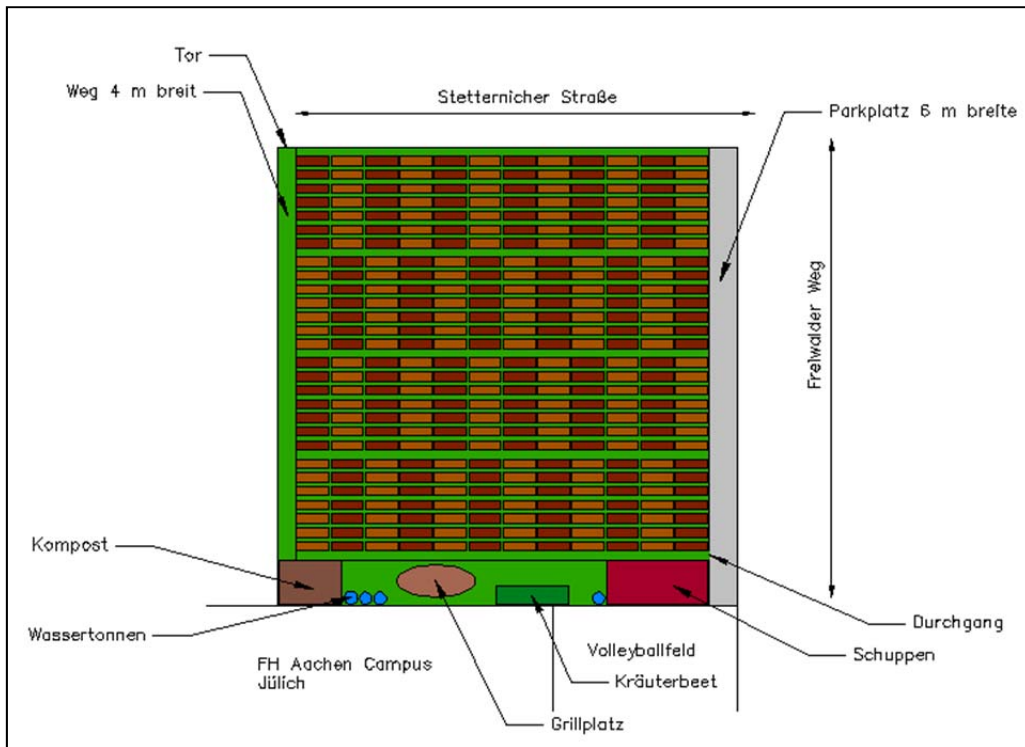 Tor
Weg 4 m breit
Stetternicher Straße
Parkplatz 6 m breite
Freiwalder Weg
Kompost
Wassertonnen
FH Aachen Campus
Jülich
Volleyballfeld
Kräuterbeet
Grillplatz
Durchgang
Schuppen